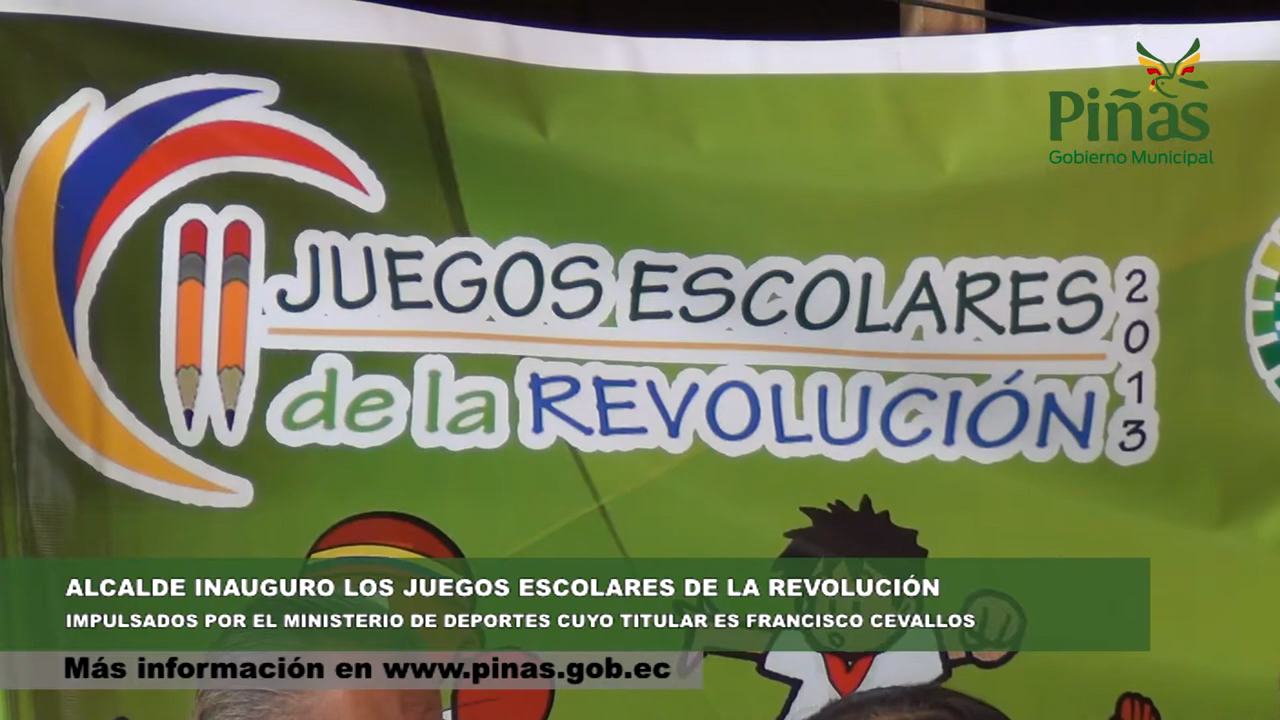 Piñas
Gobierno Municipal
JUEGOS ESCOLARES
de la REVOLUCIÓN
2013
ALCALDE INAUGURO LOS JUEGOS ESCOLARES DE LA REVOLUCIÓN
IMPULSADOS POR EL MINISTERIO DE DEPORTES CUYO TITULAR ES FRANCISCO CEVALLOS
Más información en www.pinas.gob.ec